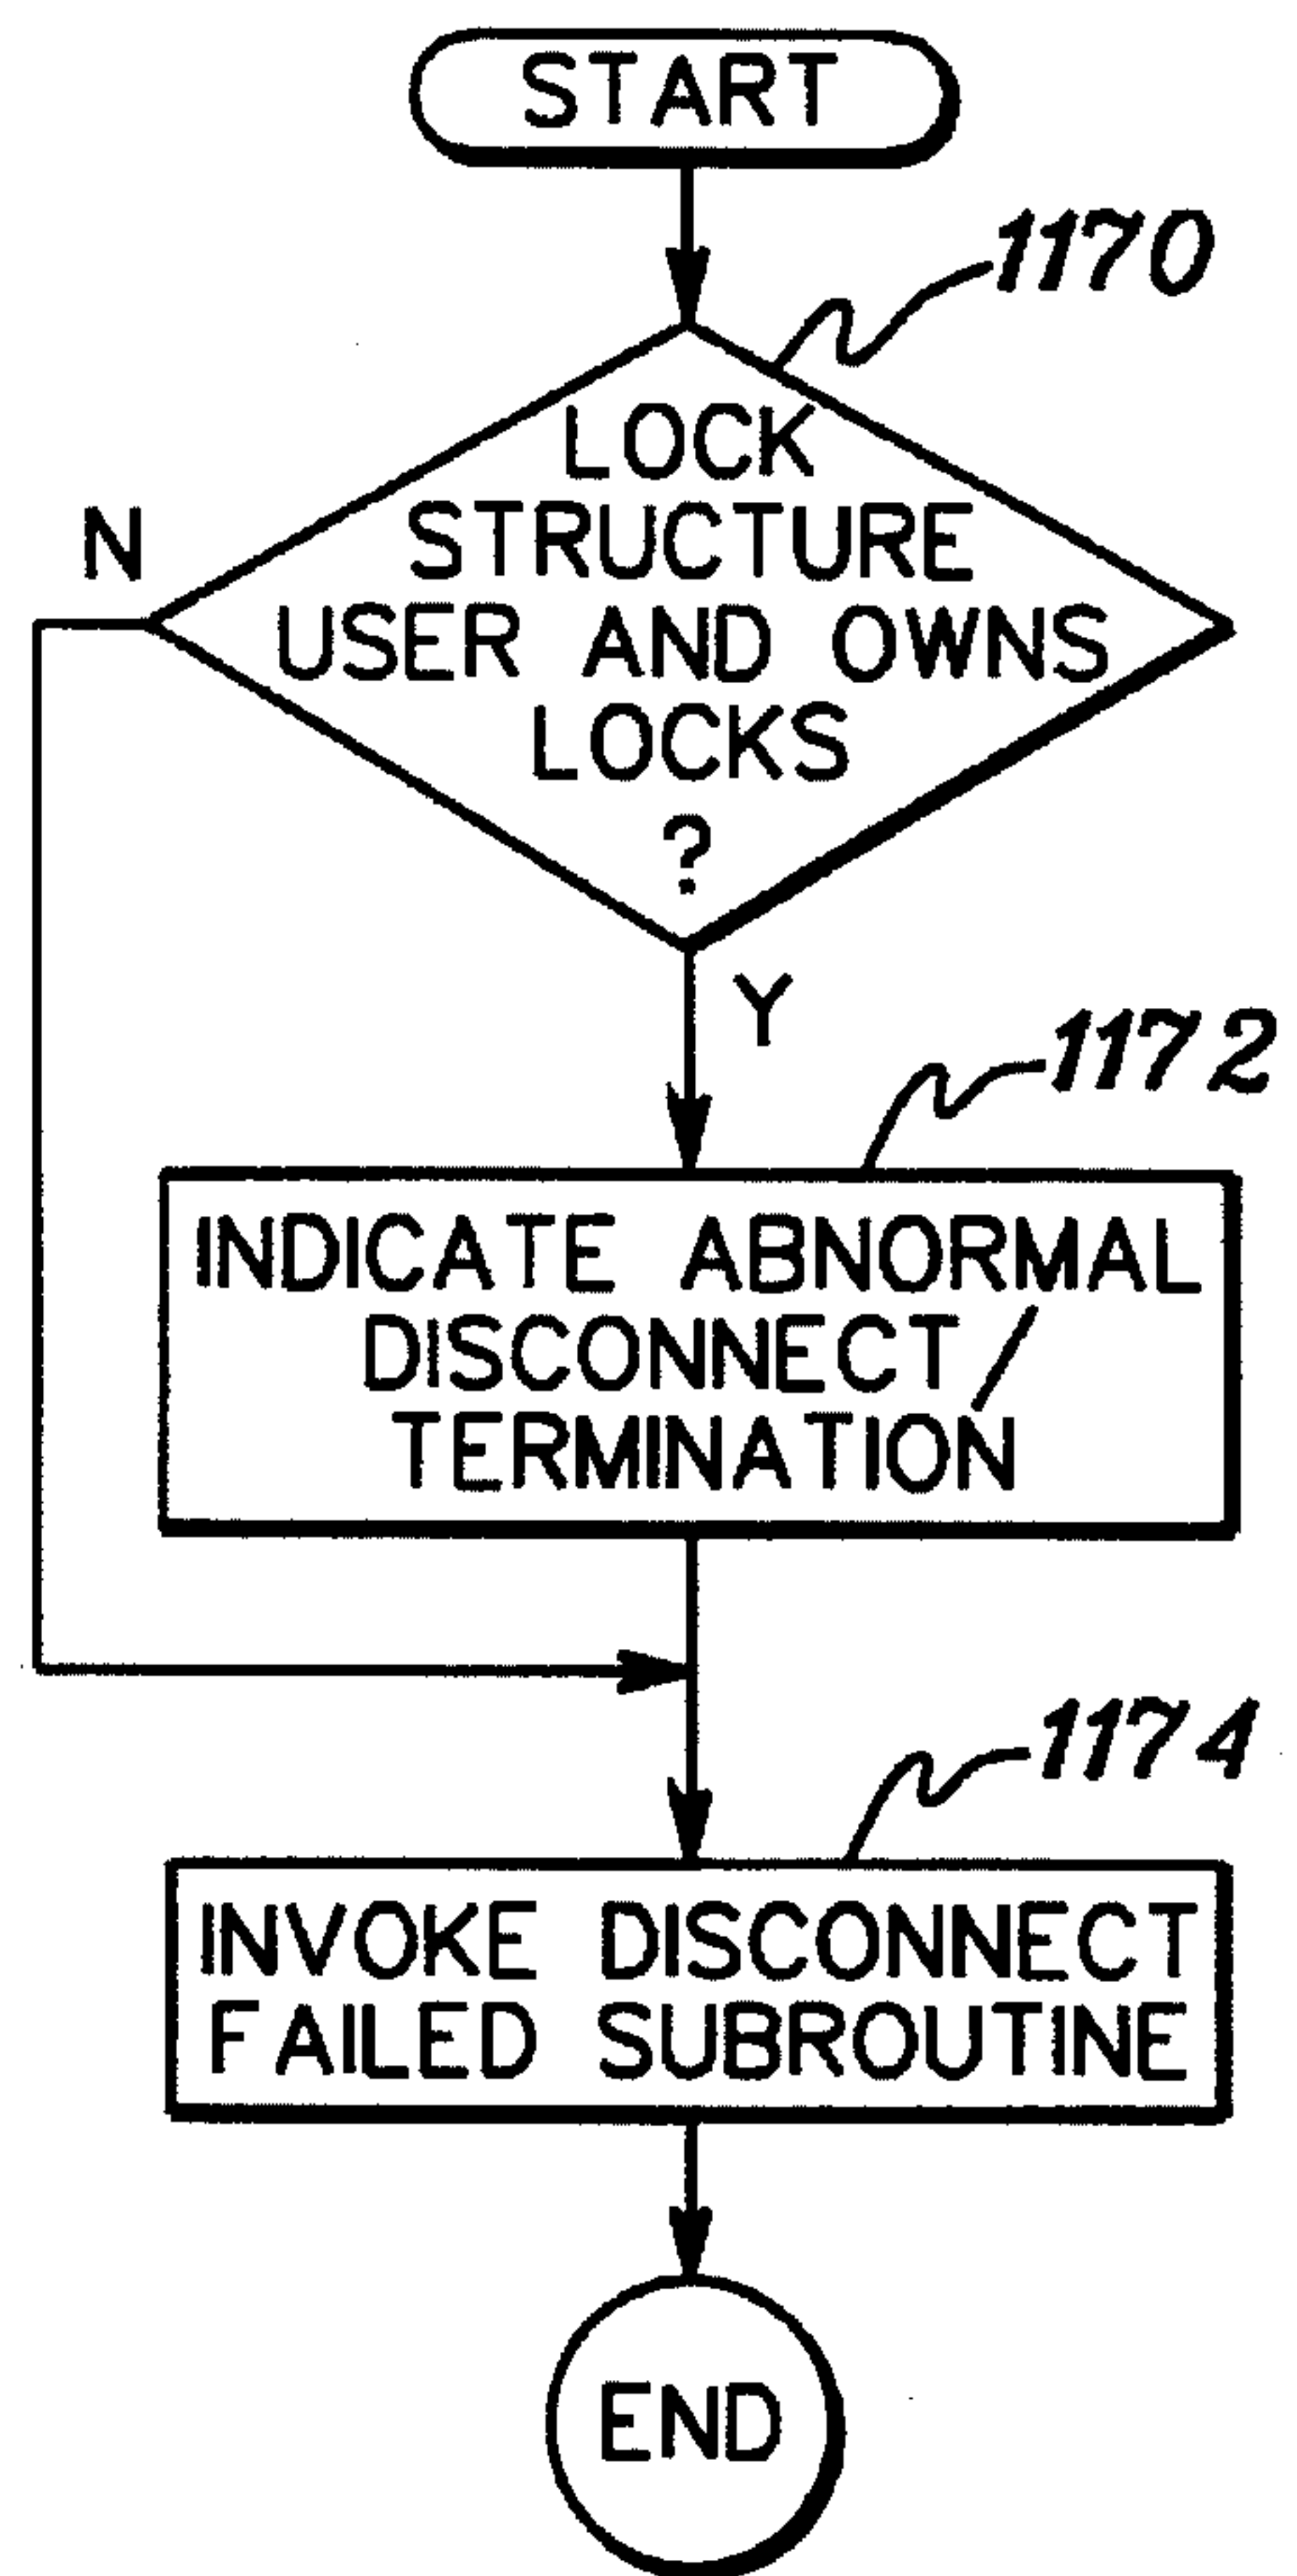 START
1170
LOCK
STRUCTURE
N
USER AND OWNS
LOCKS
?
Y
1172
INDICATE ABNORMAL
DISCONNECT/
TERMINATION
1174
INVOKE DISCONNECT
FAILED SUBROUTINE
END